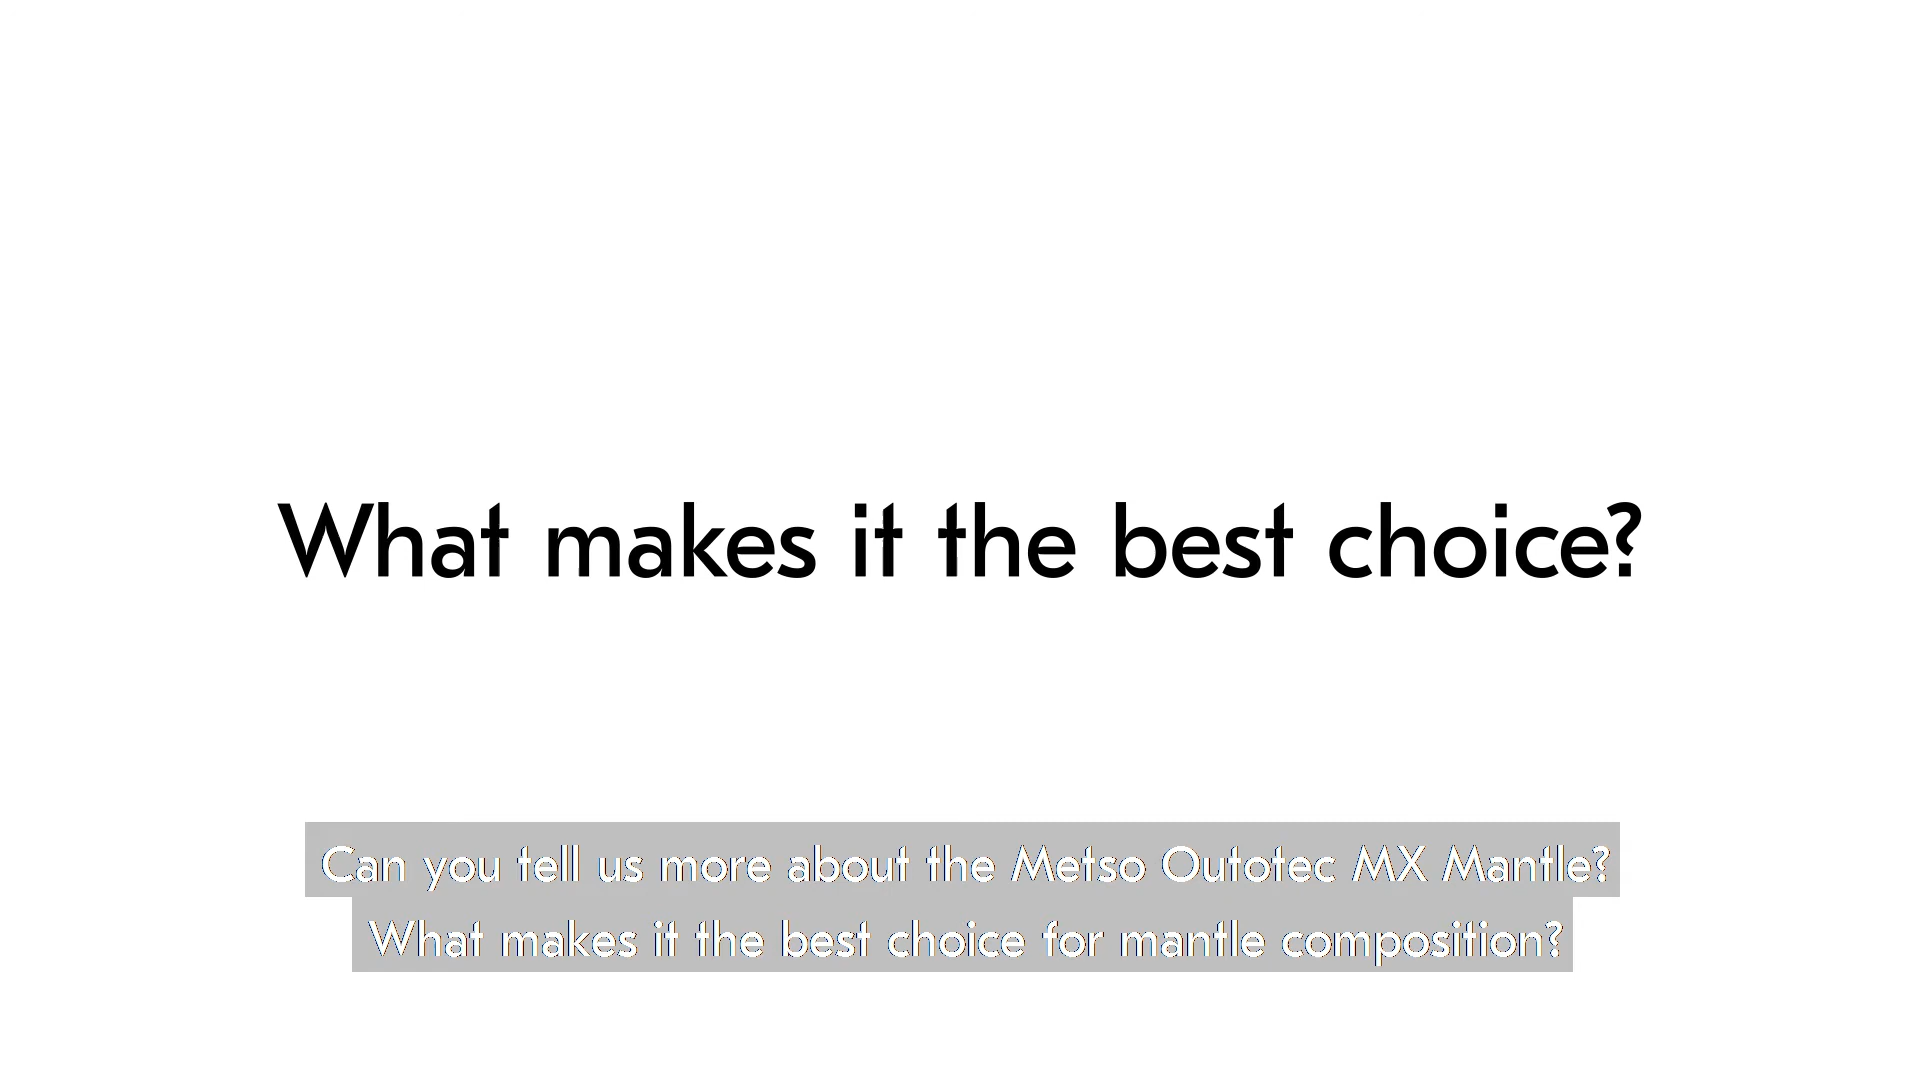 What makes it the best choice?
Can you tell us more about the Metso Outotec MX Mantle?
What makes it the best choice for mantle composition?